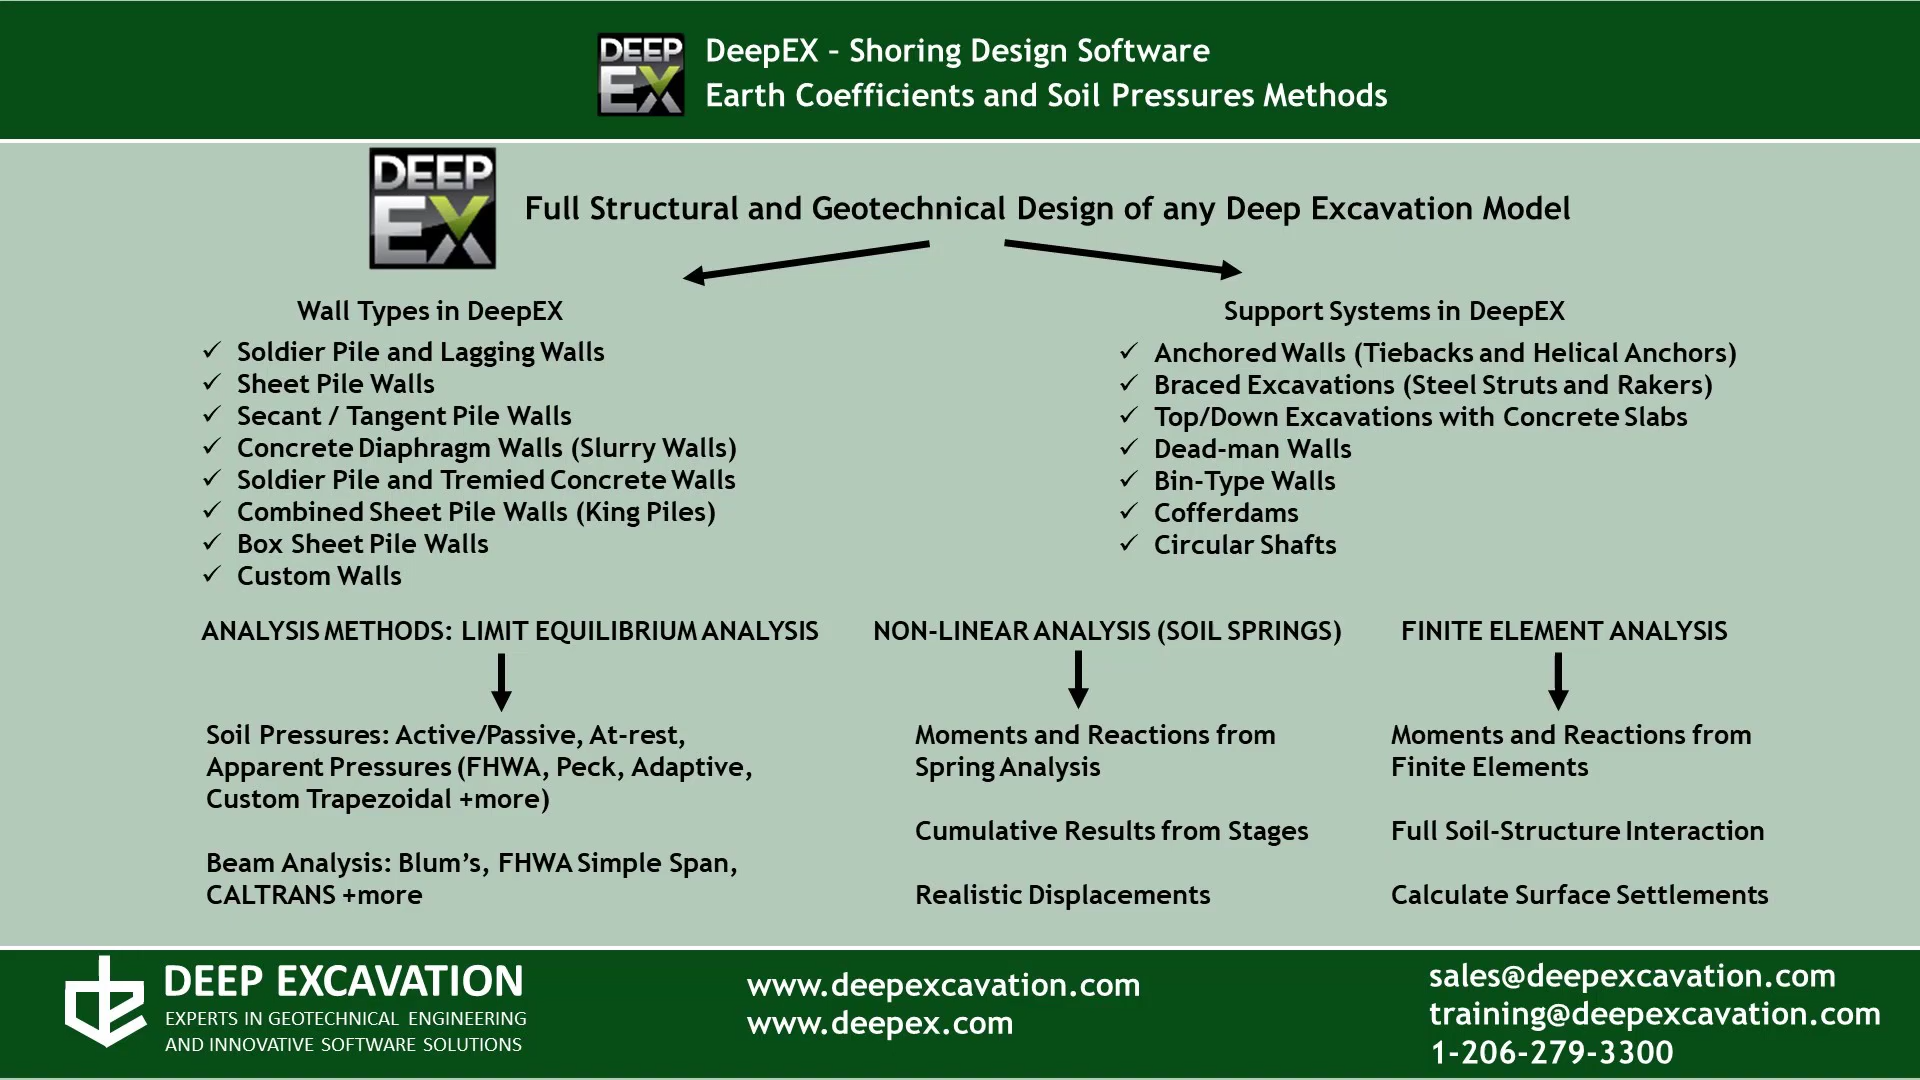 DEEP
EX
DeepEX – Shoring Design Software
Earth Coefficients and Soil Pressures Methods
DEEP
EX
Full Structural and Geotechnical Design of any Deep Excavation Model
Wall Types in DeepEX
✓ Soldier Pile and Lagging Walls
✓ Sheet Pile Walls
✓ Secant / Tangent Pile Walls
✓ Concrete Diaphragm Walls (Slurry Walls)
✓ Soldier Pile and Tremied Concrete Walls
✓ Combined Sheet Pile Walls (King Piles)
✓ Box Sheet Pile Walls
✓ Custom Walls
Support Systems in DeepEX
✓ Anchored Walls (Tiebacks and Helical Anchors)
✓ Braced Excavations (Steel Struts and Rakers)
✓ Top/Down Excavations with Concrete Slabs
✓ Dead-man Walls
✓ Bin-Type Walls
✓ Cofferdams
✓ Circular Shafts
ANALYSIS METHODS: LIMIT EQUILIBRIUM ANALYSIS
Soil Pressures: Active/Passive, At-rest,
Apparent Pressures (FHWA, Peck, Adaptive,
Custom Trapezoidal +more)
Beam Analysis: Blum’s, FHWA Simple Span,
CALTRANS +more
NON-LINEAR ANALYSIS (SOIL SPRINGS)
Moments and Reactions from
Spring Analysis
Cumulative Results from Stages
Realistic Displacements
FINITE ELEMENT ANALYSIS
Moments and Reactions from
Finite Elements
Full Soil-Structure Interaction
Calculate Surface Settlements
DEEP EXCAVATION
EXPERTS IN GEOTECHNICAL ENGINEERING
AND INNOVATIVE SOFTWARE SOLUTIONS
www.deepexcavation.com
www.deepex.com
sales@deepexcavation.com
training@deepexcavation.com
1-206-279-3300